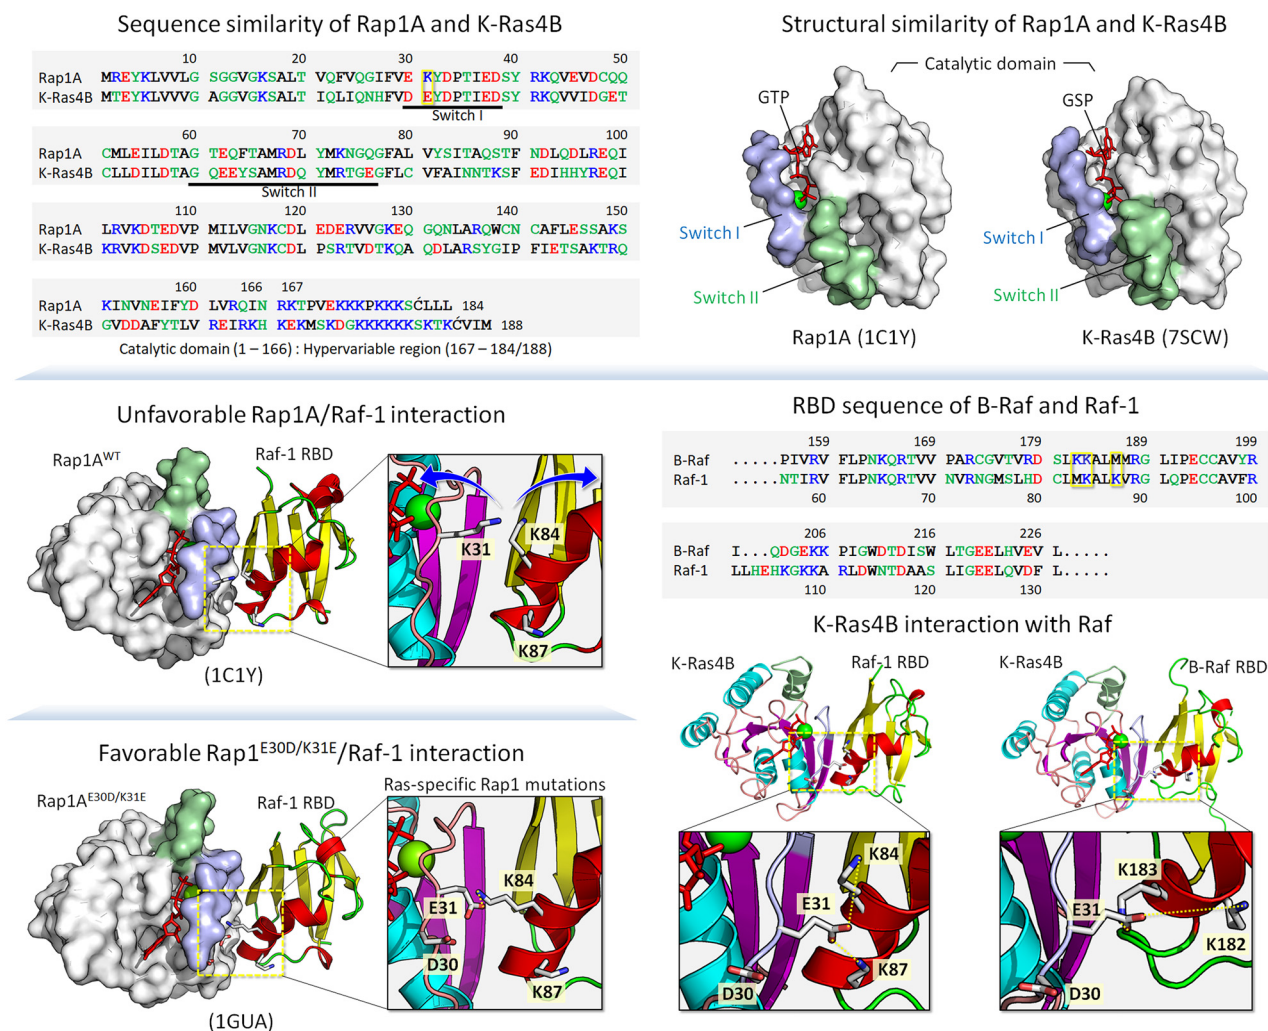 Sequence similarity of Rap1A and K-Ras4B
10 20 30 40 50
Rap1A MREYKLVVLG SGGVGKSALT VQFVQGIFVE KYDPTIEDSY RKQVEVDCQQ
K-Ras4B MTEYKLVVVG AGGVGKSALT IQLIQNHFVD EYDPTIEDSY RKQVVIDGET
Switch I
60 70 80 90 100
Rap1A CMLEILDTAG TEQFTAMRDL YMKNGQGFAL VYSITAQSTF NDLQDLREQI
K-Ras4B CLLDILDTAG QEEYSAMRDQ YMRTGEGFLC VFAINNTKSF EDIHHYREQI
Switch II
110 120 130 140 150
Rap1A LRVKDTEDVP MILVGNKCDL EDERVVGKEQ GQNLARQWCN CAFLESSAKS
K-Ras4B KRVKDSEDVP MVLVGNKCDL PSRTVDTKQA QDLARSYGIP FIETSAKTRQ
160 166 167
Rap1A KINVNEIFYD LVRQINR RKTPVEKKKPKKKSĆLLL 184
K-Ras4B GVDDAFYTLV REIRKH KEKMSKDGKKKKKKSKTKĆVIM 188
Catalytic domain (1 – 166) : Hypervariable region (167 – 184/188)
Structural similarity of Rap1A and K-Ras4B
Catalytic domain
GTP
GSP
Switch I
Switch I
Switch II
Switch II
Rap1A (1C1Y)
K-Ras4B (7SCW)
Unfavorable Rap1A/Raf-1 interaction
Rap1AWT
Raf-1 RBD
K31
K84
K87
(1C1Y)
Favorable Rap1E30D/K31E/Raf-1 interaction
Rap1AE30D/K31E
Raf-1 RBD
Ras-specific Rap1 mutations
K84
E31
D30
K87
(1GUA)
RBD sequence of B-Raf and Raf-1
159 169 179 189 199
B-Raf .....PIVRV FLPNKQRTVV PARCGVTVRD SLKKALMMRG LIPECCAVYR
Raf-1 .....NTIRV FLPNKQRTVV NVRNGMSLHD CLMKALKVRG LQPECCAVFR
60 70 80 90 100
206 216 226
B-Raf I...QDGEKK PIGWDTDISW LTGEELHVEV L.....
Raf-1 LLHEHKGKKA RLDWNTDAAS LIGEELQVDF L.....
110 120 130
K-Ras4B interaction with Raf
K-Ras4B
Raf-1 RBD
K-Ras4B
B-Raf RBD
K84
E31
K87
D30
K183
E31
K182
D30